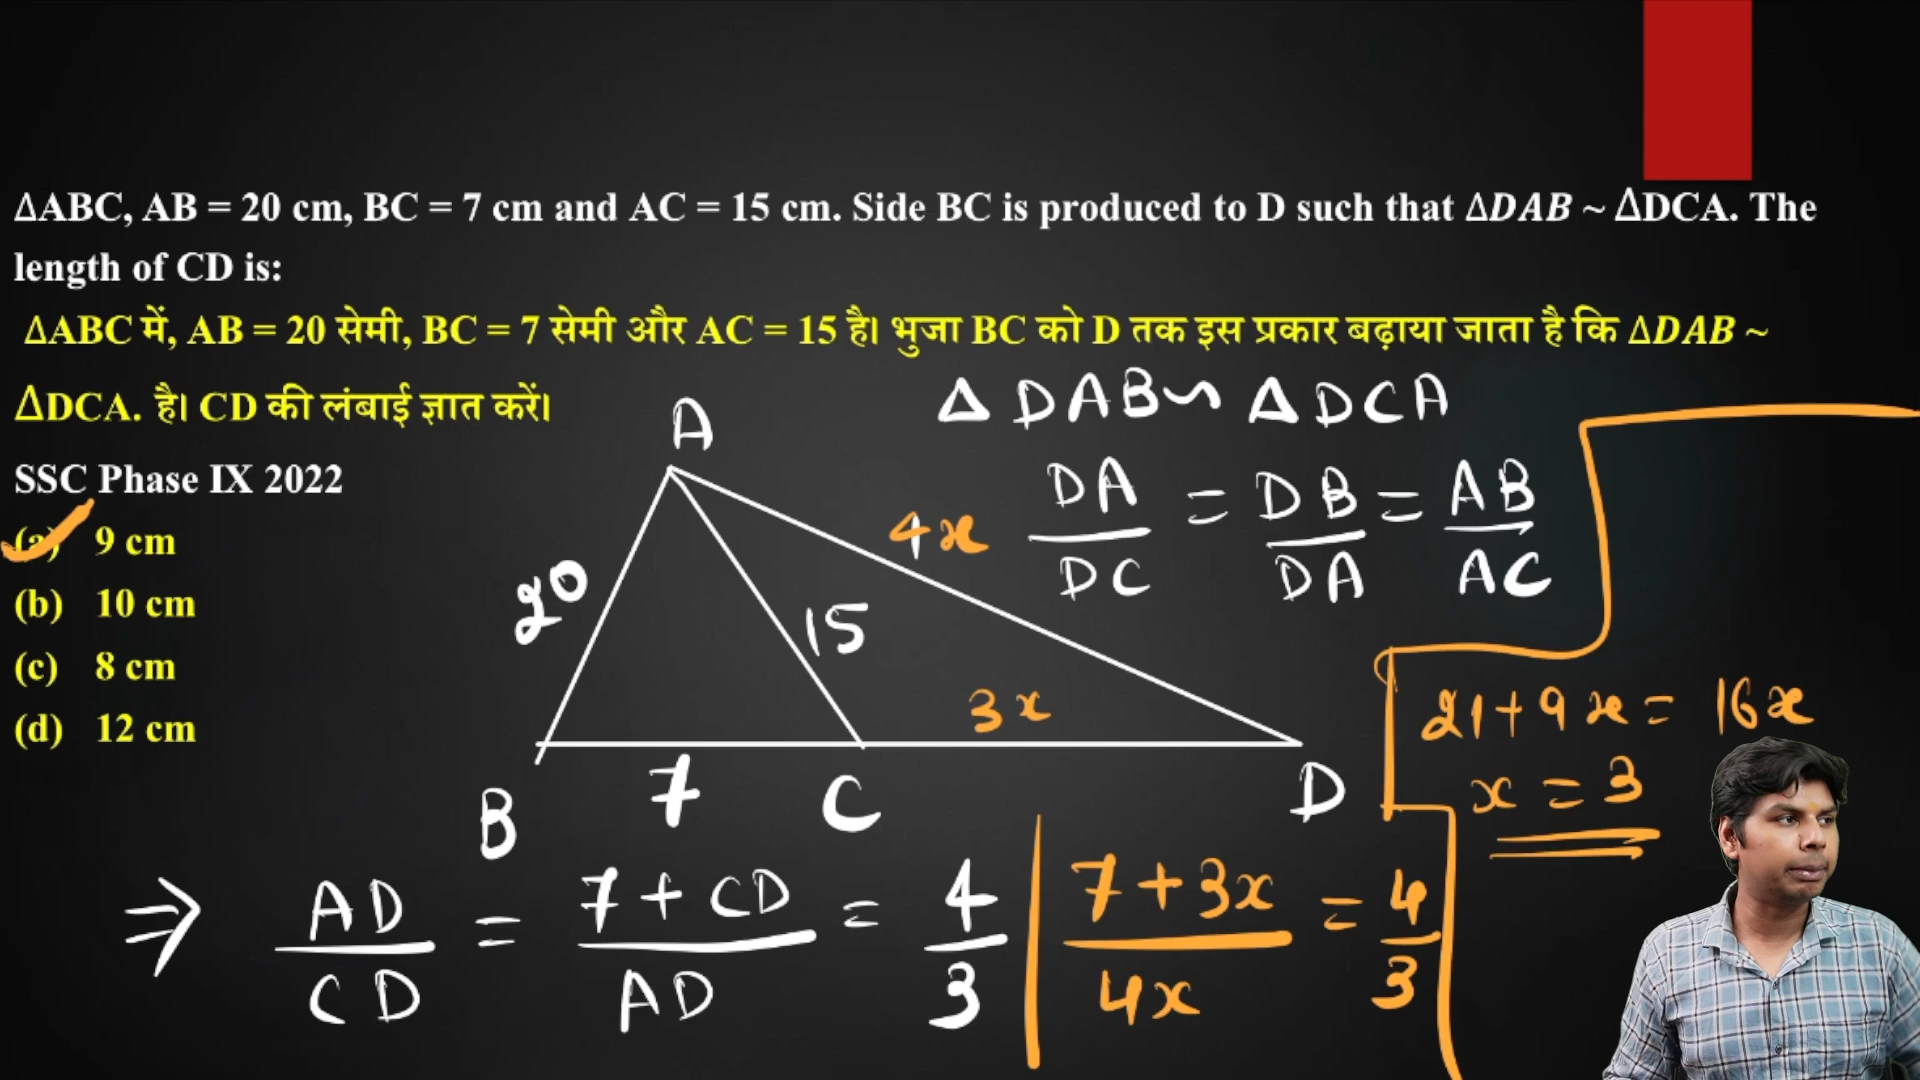 ΔABC, AB = 20 cm, BC = 7 cm and AC = 15 cm. Side BC is produced to D such that ΔDAB ~ ΔDCA. The
length of CD is:
ΔABC में, AB = 20 सेमी, BC = 7 सेमी और AC = 15 है। भुजा BC को D तक इस प्रकार बढ़ाया जाता है कि ΔDAB ~
ΔDCA. है। CD की लंबाई ज्ञात करें।
SSC Phase IX 2022
(a) 9 cm
(b) 10 cm
(c) 8 cm
(d) 12 cm
Δ DAB ~ Δ DCA
DA/DC = DB/DA = AB/AC
A
20
15
4x
3x
B
7
C
D
⇒ AD/CD = 7 + CD/AD = 4/3
7 + 3x/4x = 4/3
21 + 9x = 16x
x = 3